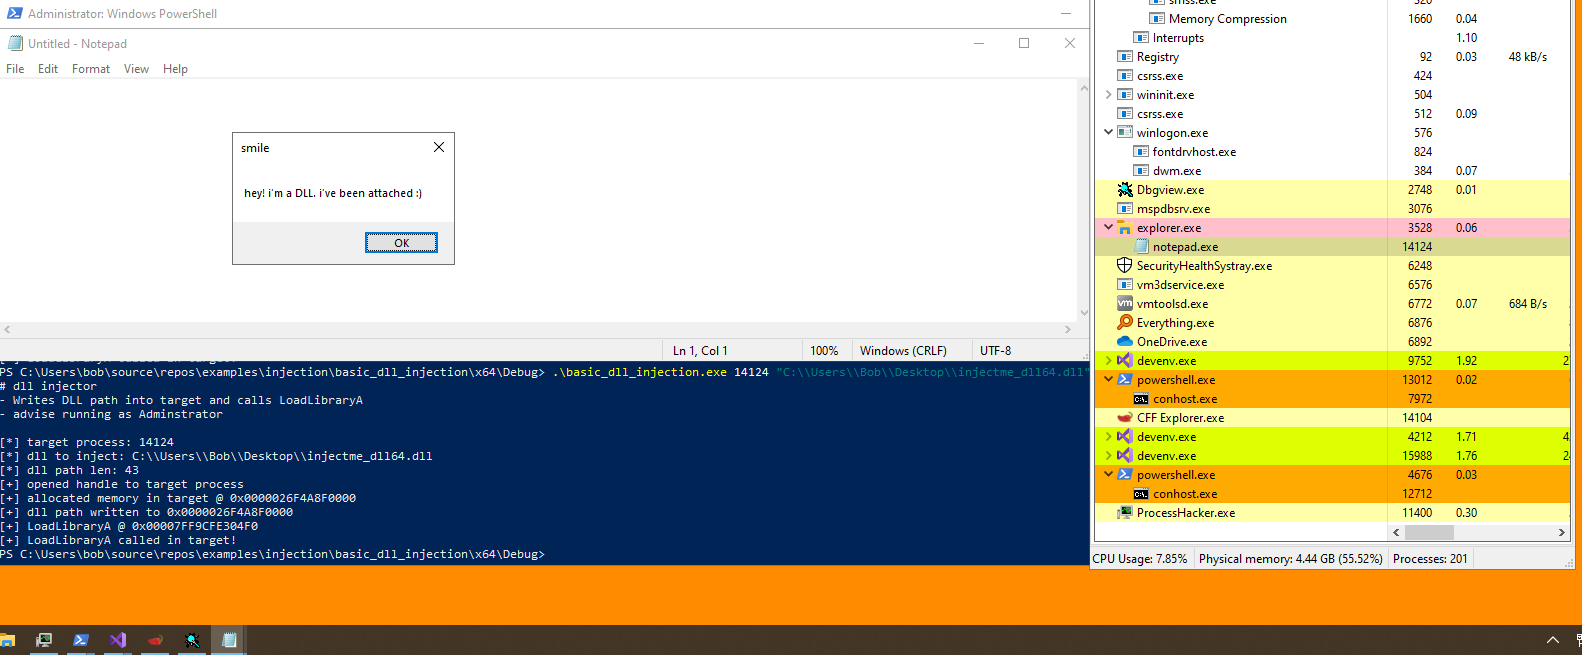 Administrator: Windows PowerShell
Untitled - Notepad
File Edit Format View Help
smile
hey! i'm a DLL. i've been attached :)
OK
Ln 1, Col 1 100% Windows (CRLF) UTF-8
PS C:\Users\bob\source\repos\examples\injection\basic_dll_injection\x64\Debug> .\basic_dll_injection.exe 14124 "C:\\Users\\Bob\\Desktop\\injectme_dll64.dll"
# dll injector
- Writes DLL path into target and calls LoadLibraryA
- advise running as Adminstrator
[*] target process: 14124
[*] dll to inject: C:\\Users\\Bob\\Desktop\\injectme_dll64.dll
[*] dll path len: 43
[+] opened handle to target process
[+] allocated memory in target @ 0x0000026F4A8F0000
[+] dll path written to 0x0000026F4A8F0000
[+] LoadLibraryA @ 0x00007FF9CFE304F0
[+] LoadLibraryA called in target!
PS C:\Users\bob\source\repos\examples\injection\basic_dll_injection\x64\Debug>
smss.exe 320
Memory Compression 1660 0.04
Interrupts 1.10
Registry 92 0.03 48 kB/s
csrss.exe 424
wininit.exe 504
csrss.exe 512 0.09
winlogon.exe 576
fontdrvhost.exe 824
dwm.exe 384 0.07
Dbgview.exe 2748 0.01
mspdbsrv.exe 3076
explorer.exe 3528 0.06
notepad.exe 14124
SecurityHealthSystray.exe 6248
vm3dservice.exe 6576
vm vmtoolsd.exe 6772 0.07 684 B/s
Everything.exe 6876
OneDrive.exe 6892
devenv.exe 9752 1.92 2
powershell.exe 13012 0.02
conhost.exe 7972
CFF Explorer.exe 14104
devenv.exe 4212 1.71 4
devenv.exe 15988 1.76 2
powershell.exe 4676 0.03
conhost.exe 12712
ProcessHacker.exe 11400 0.30
CPU Usage: 7.85% Physical memory: 4.44 GB (55.52%) Processes: 201